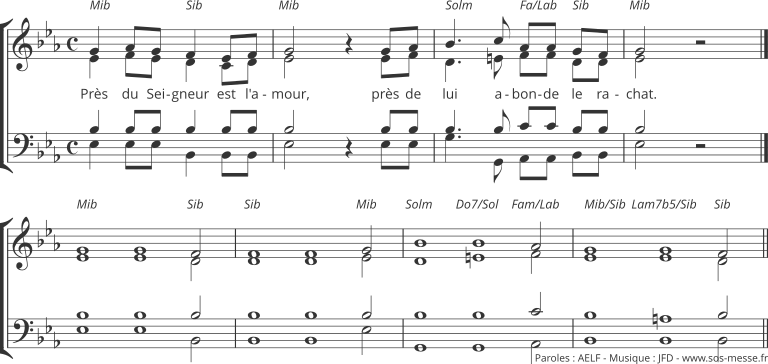 Mib Sib Mib Solm Fa/Lab Sib Mib
Près du Sei-gneur est l'a-mour, près de lui a-bon-de le ra-chat.
Mib Sib Sib Mib Solm Do7/Sol Fam/Lab Mib/Sib Lam7b5/Sib Sib
Paroles : AELF - Musique : JFD - www.sos-messe.fr